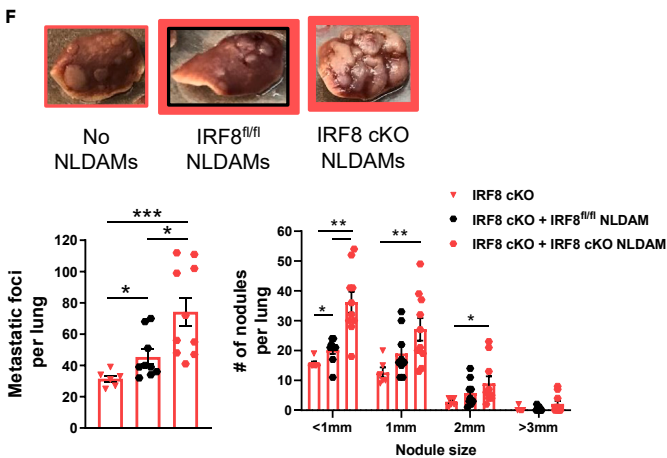 F
No
NLDAMs
IRF8fl/fl
NLDAMs
IRF8 cKO
NLDAMs
IRF8 cKO
IRF8 cKO + IRF8fl/fl NLDAM
IRF8 cKO + IRF8 cKO NLDAM
Metastatic foci
per lung
120
100
80
60
40
20
0
***
*
*
# of nodules
per lung
60
50
40
30
20
10
0
**
*
**
*
<1mm
1mm
2mm
>3mm
Nodule size